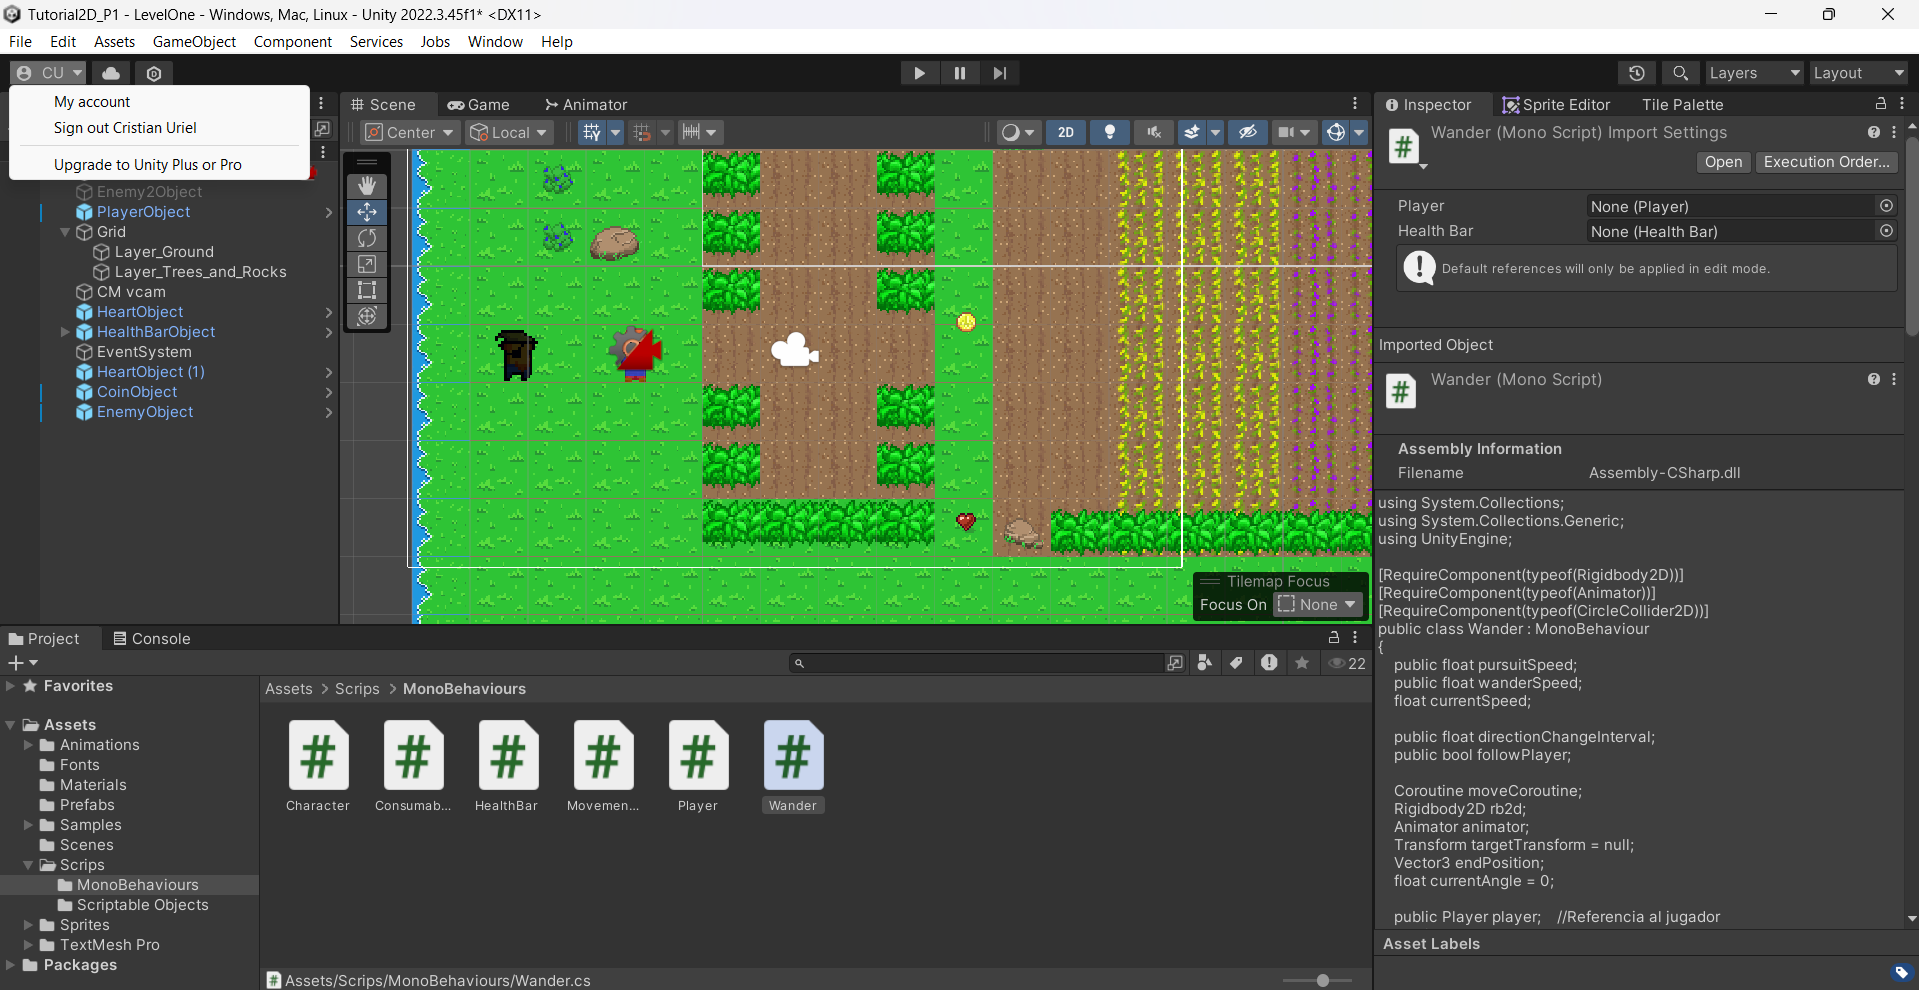 Tutorial2D_P1 - LevelOne - Windows, Mac, Linux - Unity 2022.3.45f1* <DX11>
File Edit Assets GameObject Component Services Jobs Window Help
CU
Layers
Layout
My account
Sign out Cristian Uriel
Upgrade to Unity Plus or Pro
Enemy2Object
PlayerObject
Grid
Layer_Ground
Layer_Trees_and_Rocks
CM vcam
HeartObject
HealthBarObject
EventSystem
HeartObject (1)
CoinObject
EnemyObject
Scene Game Animator
Center Local 2D
Tilemap Focus
Focus On None
Inspector Sprite Editor Tile Palette
Wander (Mono Script) Import Settings
Open Execution Order...
Player None (Player)
Health Bar None (Health Bar)
Default references will only be applied in edit mode.
Imported Object
Wander (Mono Script)
Assembly Information
Filename Assembly-CSharp.dll
using System.Collections;
using System.Collections.Generic;
using UnityEngine;
[RequireComponent(typeof(Rigidbody2D))]
[RequireComponent(typeof(Animator))]
[RequireComponent(typeof(CircleCollider2D))]
public class Wander : MonoBehaviour
{
public float pursuitSpeed;
public float wanderSpeed;
float currentSpeed;
public float directionChangeInterval;
public bool followPlayer;
Coroutine moveCoroutine;
Rigidbody2D rb2d;
Animator animator;
Transform targetTransform = null;
Vector3 endPosition;
float currentAngle = 0;
public Player player; //Referencia al jugador
Asset Labels
Project Console
22
Favorites
Assets
Animations
Fonts
Materials
Prefabs
Samples
Scenes
Scrips
MonoBehaviours
Scriptable Objects
Sprites
TextMesh Pro
Packages
Assets > Scrips > MonoBehaviours
Character Consumab... HealthBar Movemen... Player Wander
Assets/Scrips/MonoBehaviours/Wander.cs